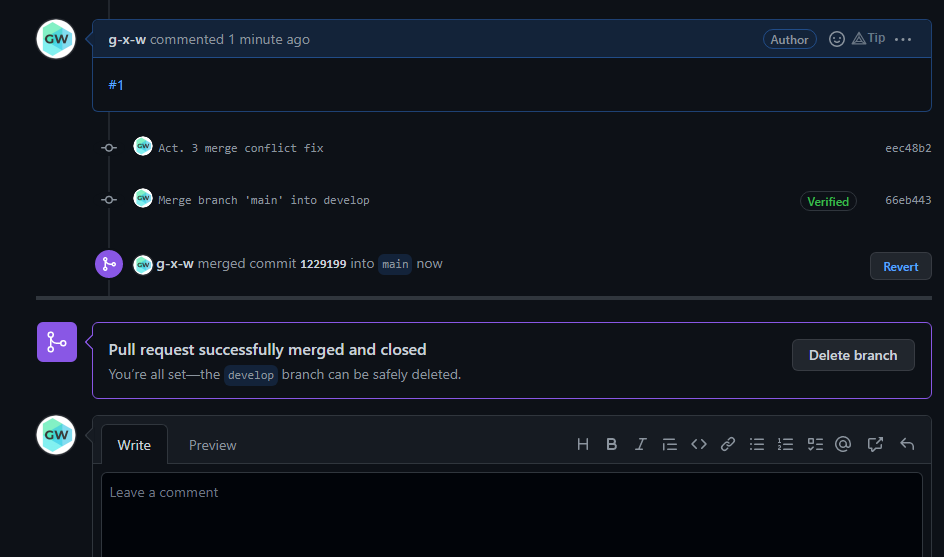 GW
g-x-w commented 1 minute ago Author Tip
#1
GW Act. 3 merge conflict fix eec48b2
GW Merge branch 'main' into develop Verified 66eb443
GW g-x-w merged commit 1229199 into main now Revert
Pull request successfully merged and closed
You're all set—the develop branch can be safely deleted.
Delete branch
GW
Write Preview
Leave a comment